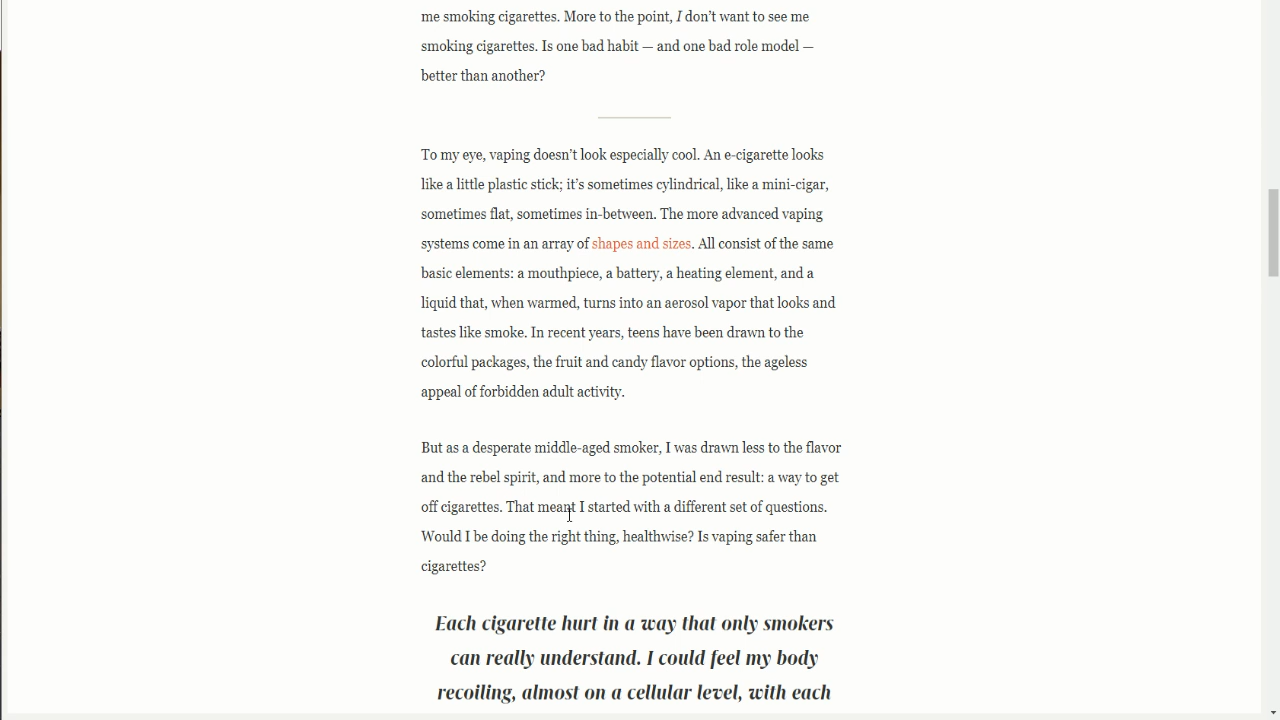 me smoking cigarettes. More to the point, I don’t want to see me
smoking cigarettes. Is one bad habit — and one bad role model —
better than another?
To my eye, vaping doesn’t look especially cool. An e-cigarette looks
like a little plastic stick; it’s sometimes cylindrical, like a mini-cigar,
sometimes flat, sometimes in-between. The more advanced vaping
systems come in an array of shapes and sizes. All consist of the same
basic elements: a mouthpiece, a battery, a heating element, and a
liquid that, when warmed, turns into an aerosol vapor that looks and
tastes like smoke. In recent years, teens have been drawn to the
colorful packages, the fruit and candy flavor options, the ageless
appeal of forbidden adult activity.
But as a desperate middle-aged smoker, I was drawn less to the flavor
and the rebel spirit, and more to the potential end result: a way to get
off cigarettes. That meant I started with a different set of questions.
Would I be doing the right thing, healthwise? Is vaping safer than
cigarettes?
Each cigarette hurt in a way that only smokers
can really understand. I could feel my body
recoiling, almost on a cellular level, with each